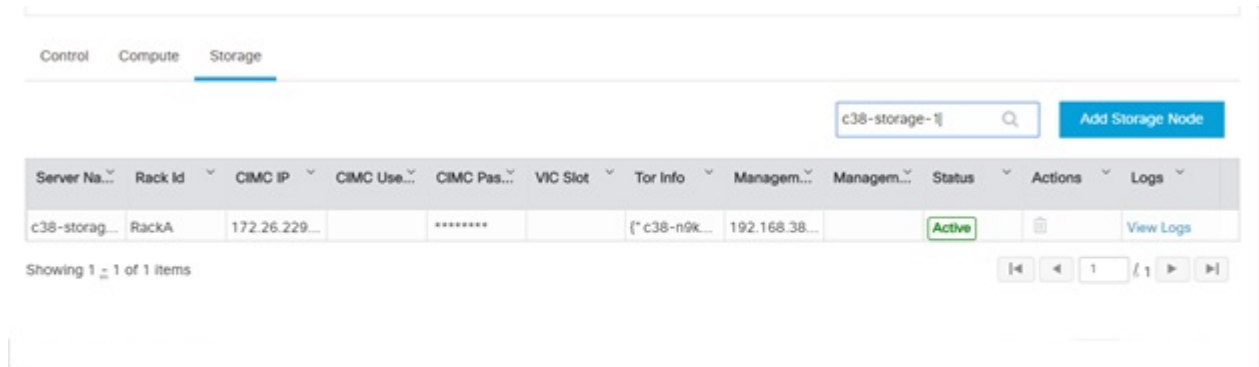 Control Compute Storage
c38-storage-1 Add Storage Node
Server Na... Rack Id CIMC IP CIMC Use... CIMC Pas... VIC Slot Tor Info Managem... Managem... Status Actions Logs
c38-storag... RackA 172.26.229... ******** {"c38-n9k... 192.168.38... Active View Logs
Showing 1 - 1 of 1 items 1 / 1